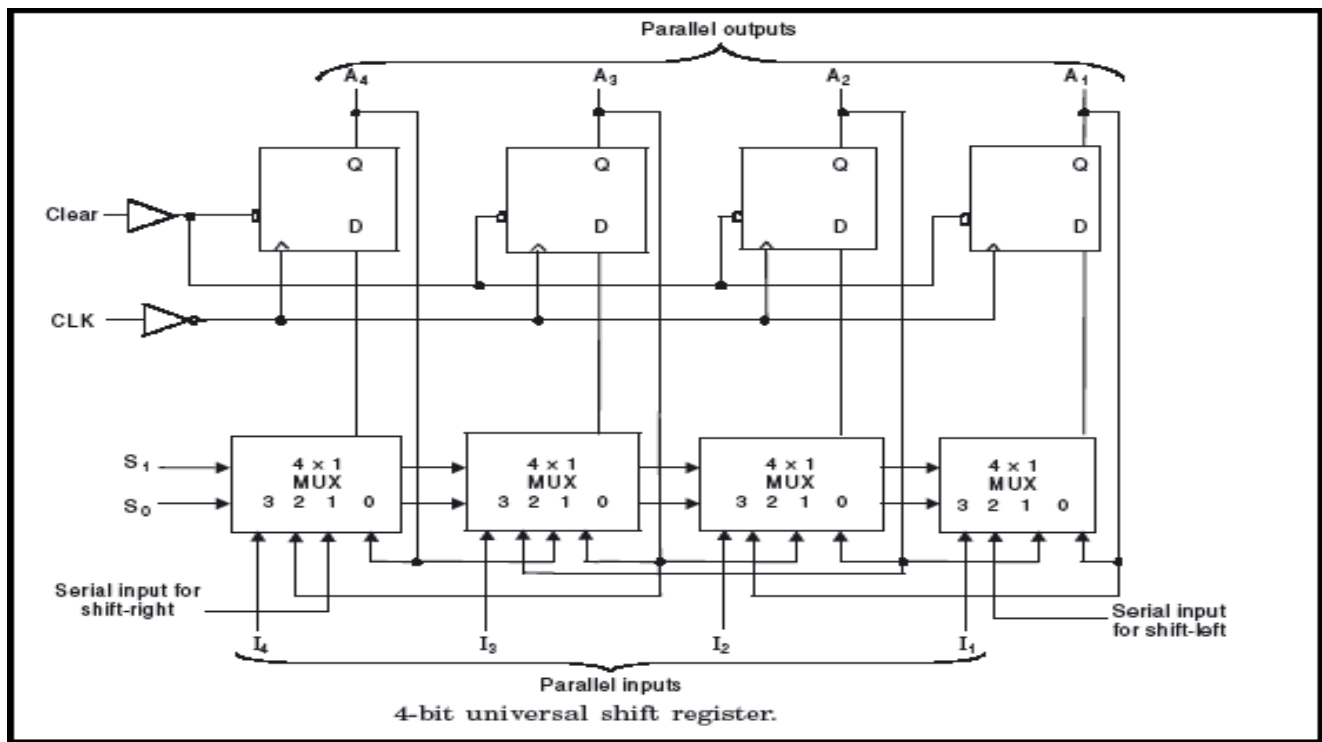 Parallel outputs
A₄ A₃ A₂ A₁
Q Q Q Q
Clear
D D D D
CLK
S₁
4 × 1 4 × 1 4 × 1 4 × 1
MUX MUX MUX MUX
S₀
3 2 1 0 3 2 1 0 3 2 1 0 3 2 1 0
Serial input for
shift-right
Serial input
for shift-left
I₄ I₃ I₂ I₁
Parallel inputs
4-bit universal shift register.